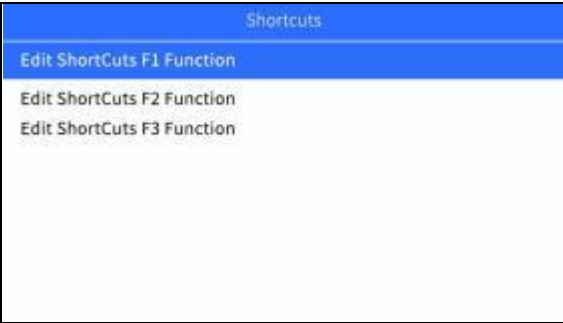 Shortcuts
Edit ShortCuts F1 Function
Edit ShortCuts F2 Function
Edit ShortCuts F3 Function